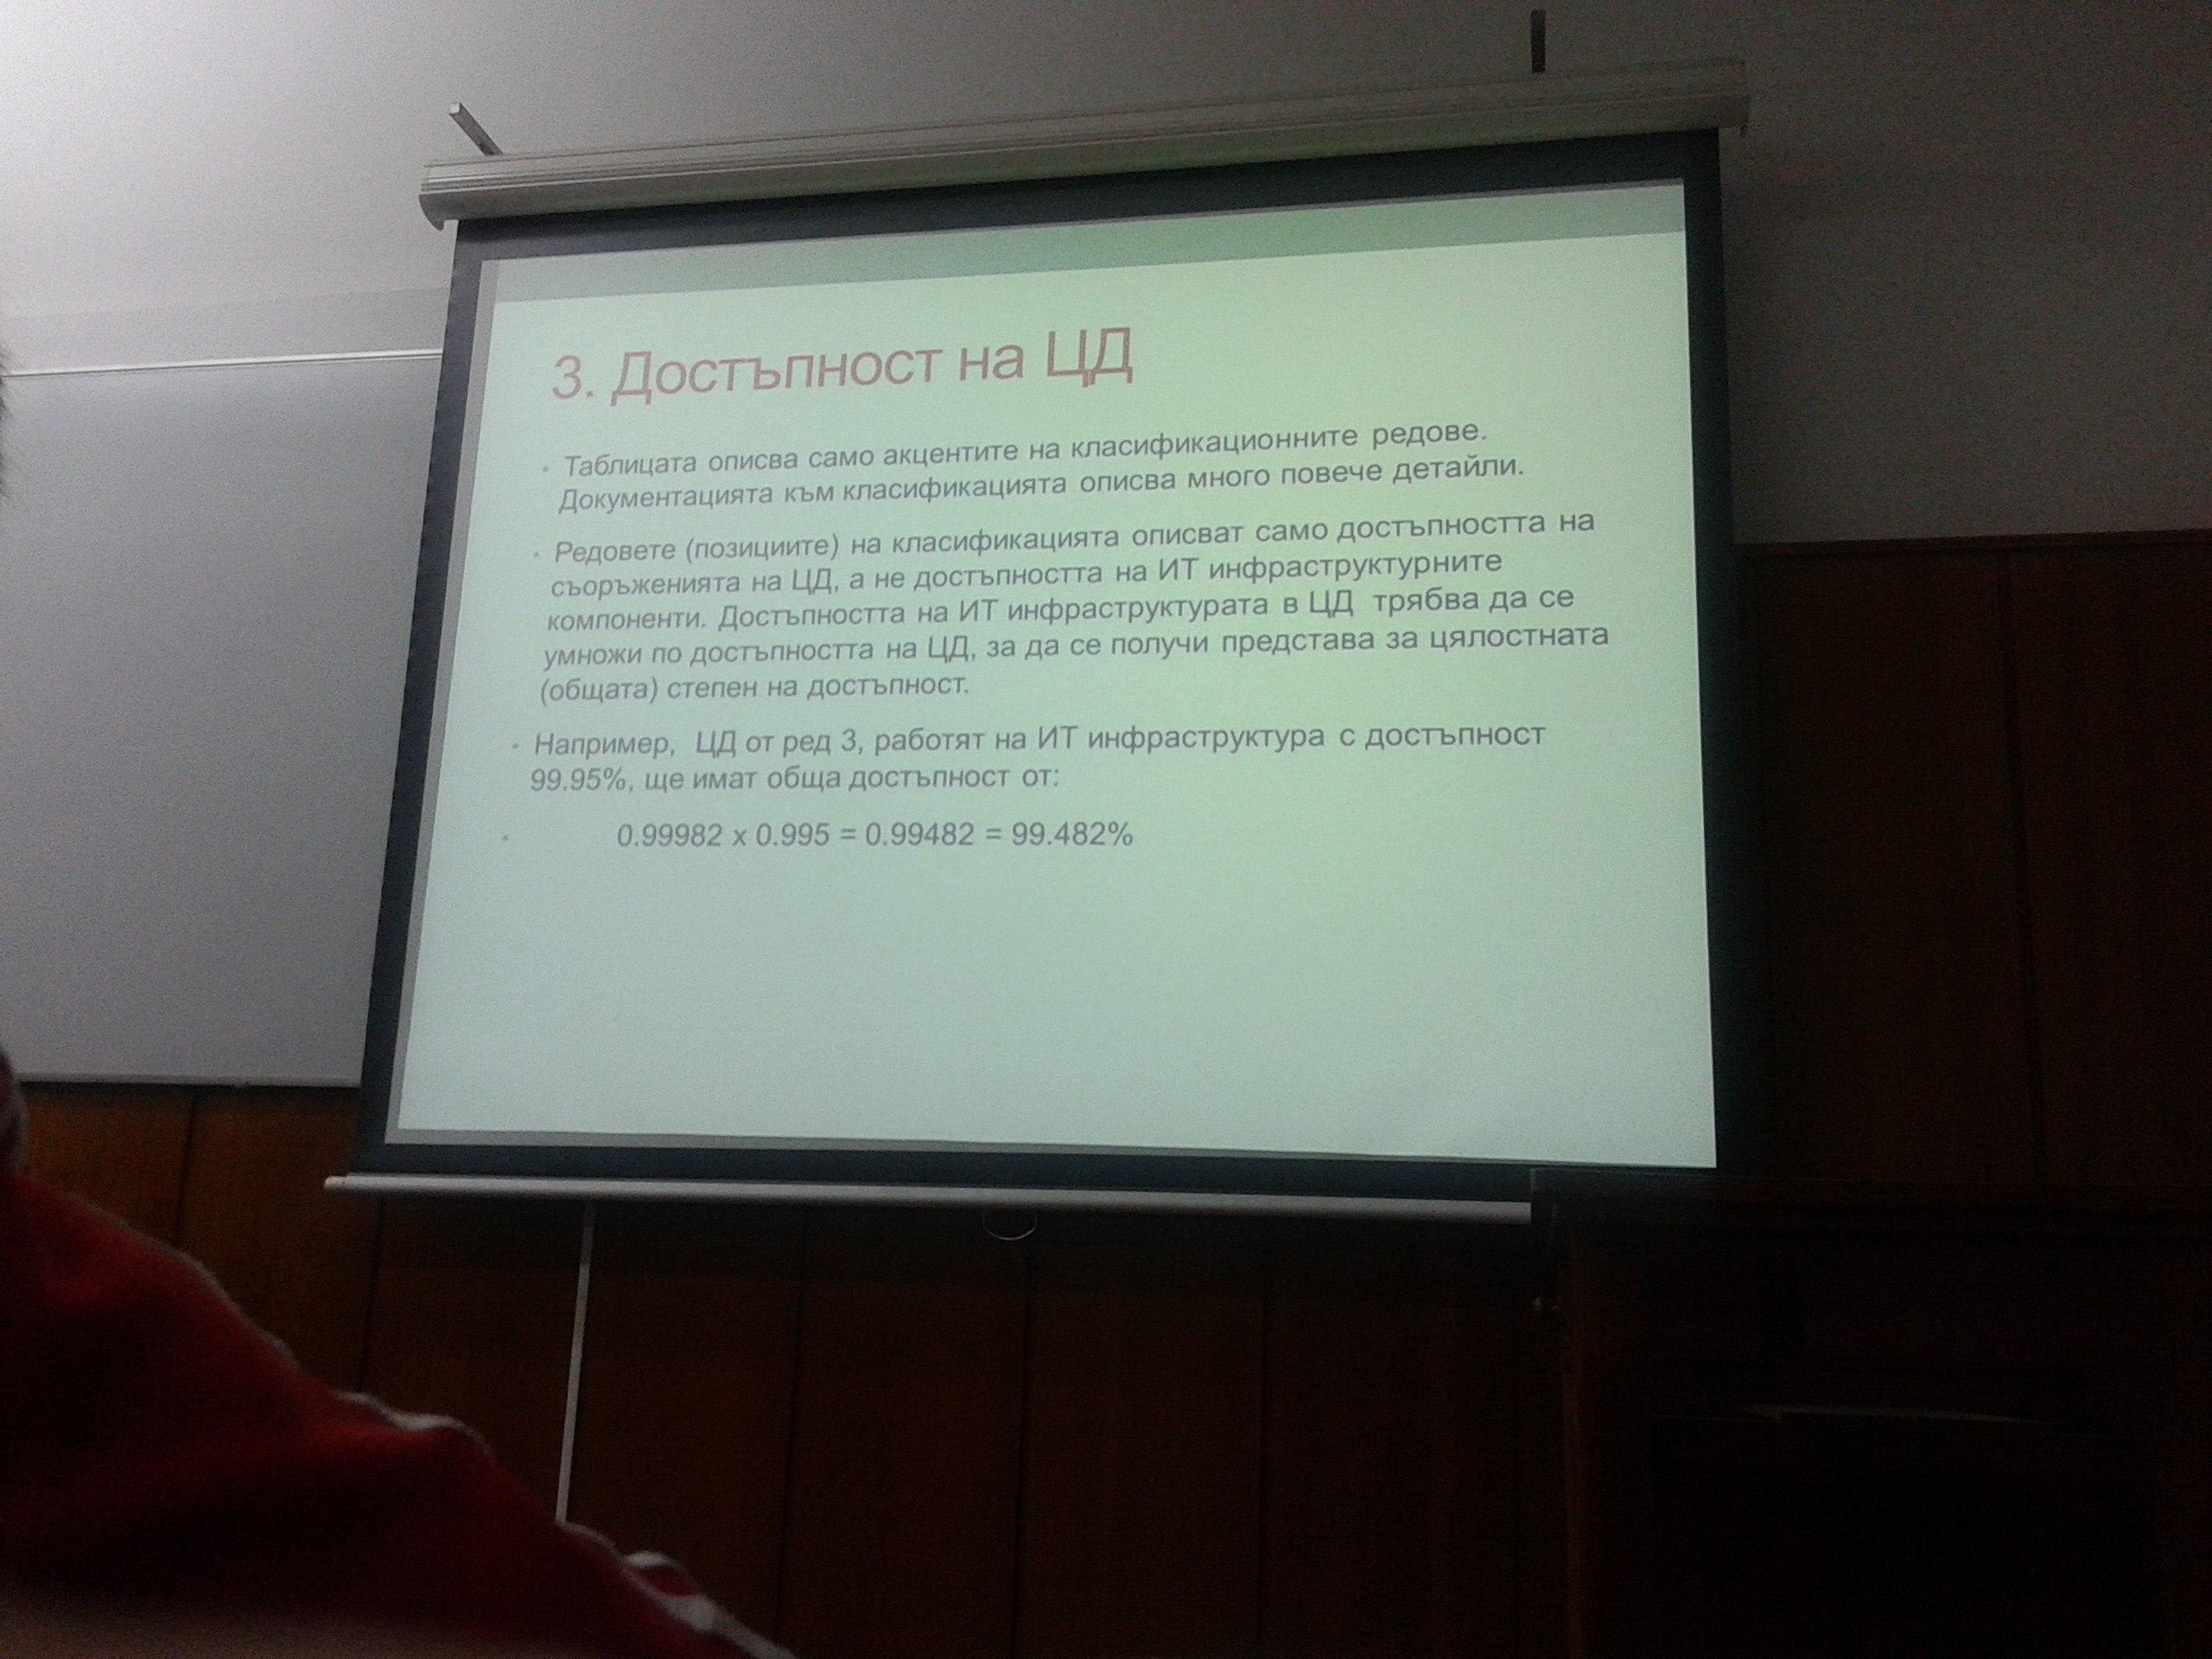 3. Достъпност на ЦД
Таблицата описва само акцентите на класификационните редове.
Документацията към класификацията описва много повече детайли.
Редовете (позициите) на класификацията описват само достъпността на
съоръженията на ЦД, а не достъпността на ИТ инфраструктурните
компоненти. Достъпността на ИТ инфраструктурата в ЦД трябва да се
умножи по достъпността на ЦД, за да се получи представа за цялостната
(общата) степен на достъпност.
Например, ЦД от ред 3, работят на ИТ инфраструктура с достъпност
99.95%, ще имат обща достъпност от:
0.99982 x 0.995 = 0.99482 = 99.482%